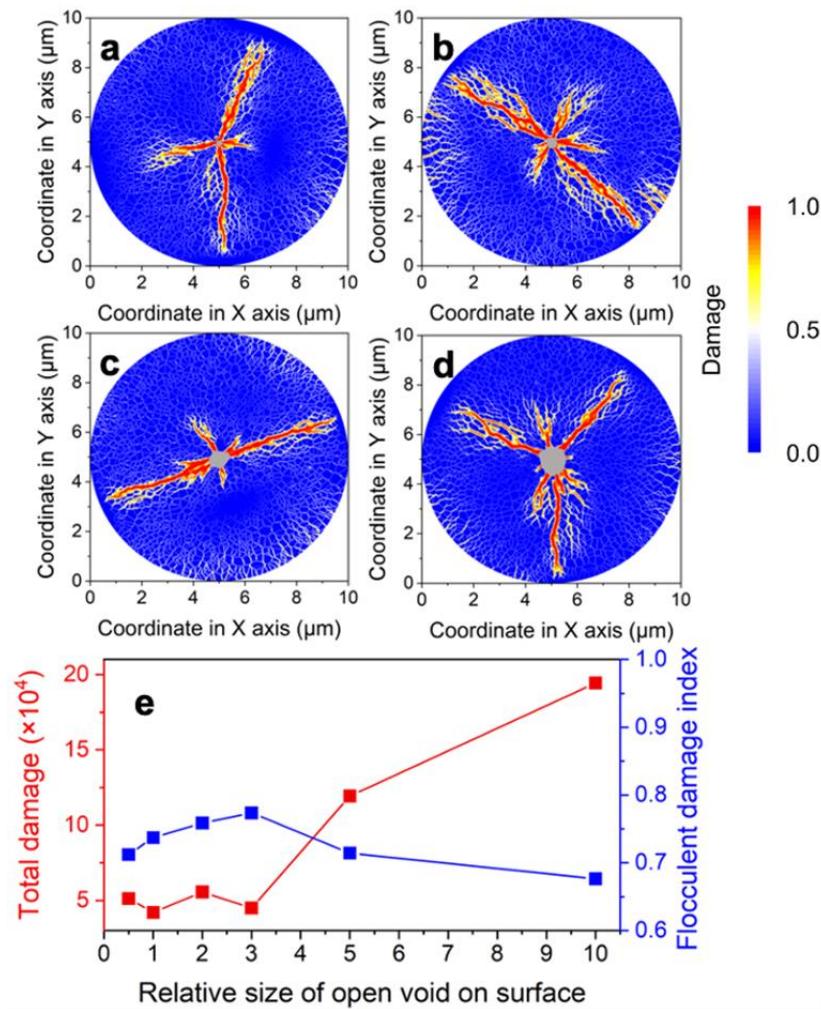 a
10
8
6
4
2
0
Coordinate in Y axis (μm)
0 2 4 6 8 10
Coordinate in X axis (μm)
b
10
8
6
4
2
0
Coordinate in Y axis (μm)
0 2 4 6 8 10
Coordinate in X axis (μm)
c
10
8
6
4
2
0
Coordinate in Y axis (μm)
0 2 4 6 8 10
Coordinate in X axis (μm)
d
10
8
6
4
2
0
Coordinate in Y axis (μm)
0 2 4 6 8 10
Coordinate in X axis (μm)
1.0
0.5
0.0
Damage
e
20
15
10
5
Total damage (×10⁴)
1.0
0.9
0.8
0.7
0.6
Flocculent damage index
0 1 2 3 4 5 6 7 8 9 10
Relative size of open void on surface